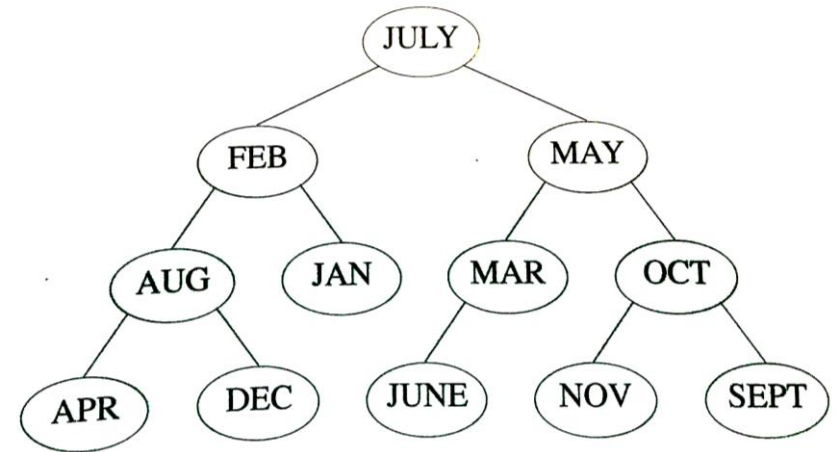 JULY
FEB MAY
AUG JAN MAR OCT
APR DEC JUNE NOV SEPT